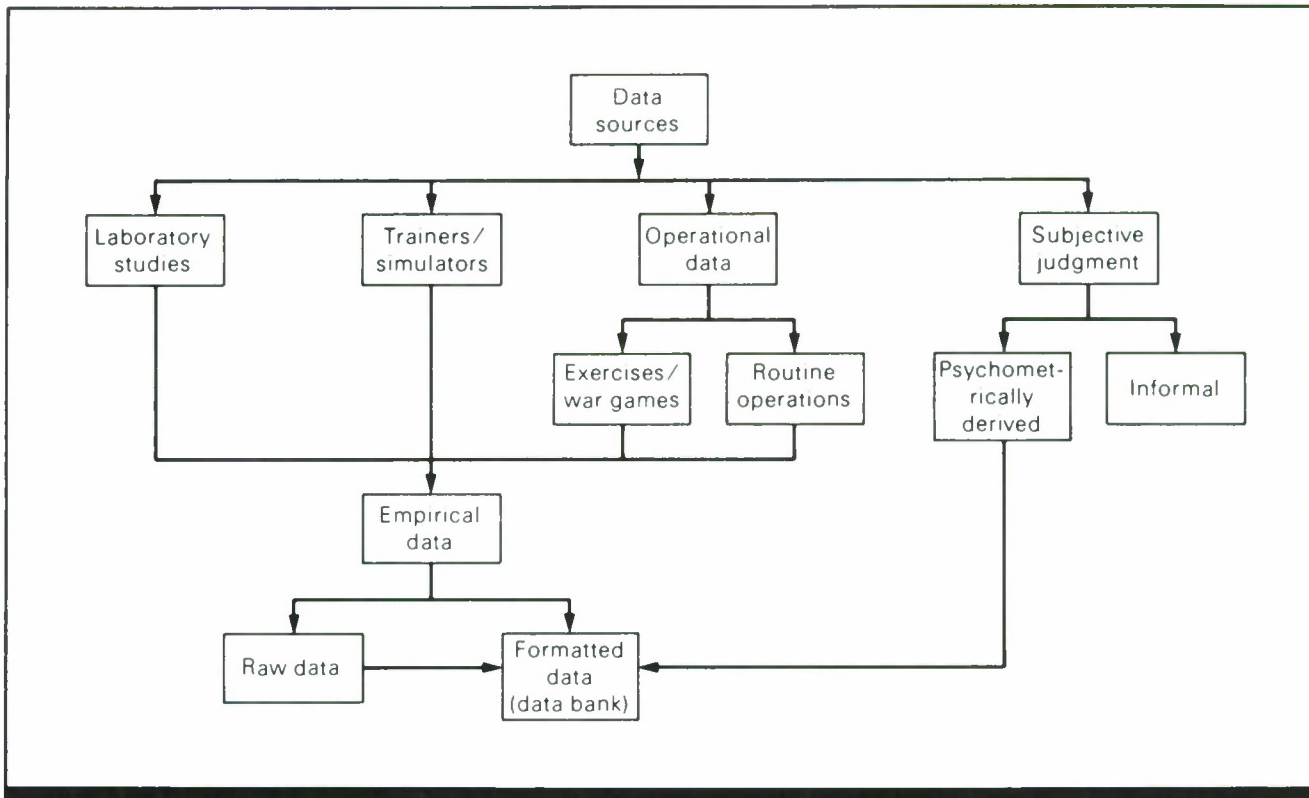 Data
sources
Laboratory
studies
Trainers/
simulators
Operational
data
Subjective
judgment
Exercises/
war games
Routine
operations
Psychomet-
rically
derived
Informal
Empirical
data
Raw data
Formatted
data
(data bank)